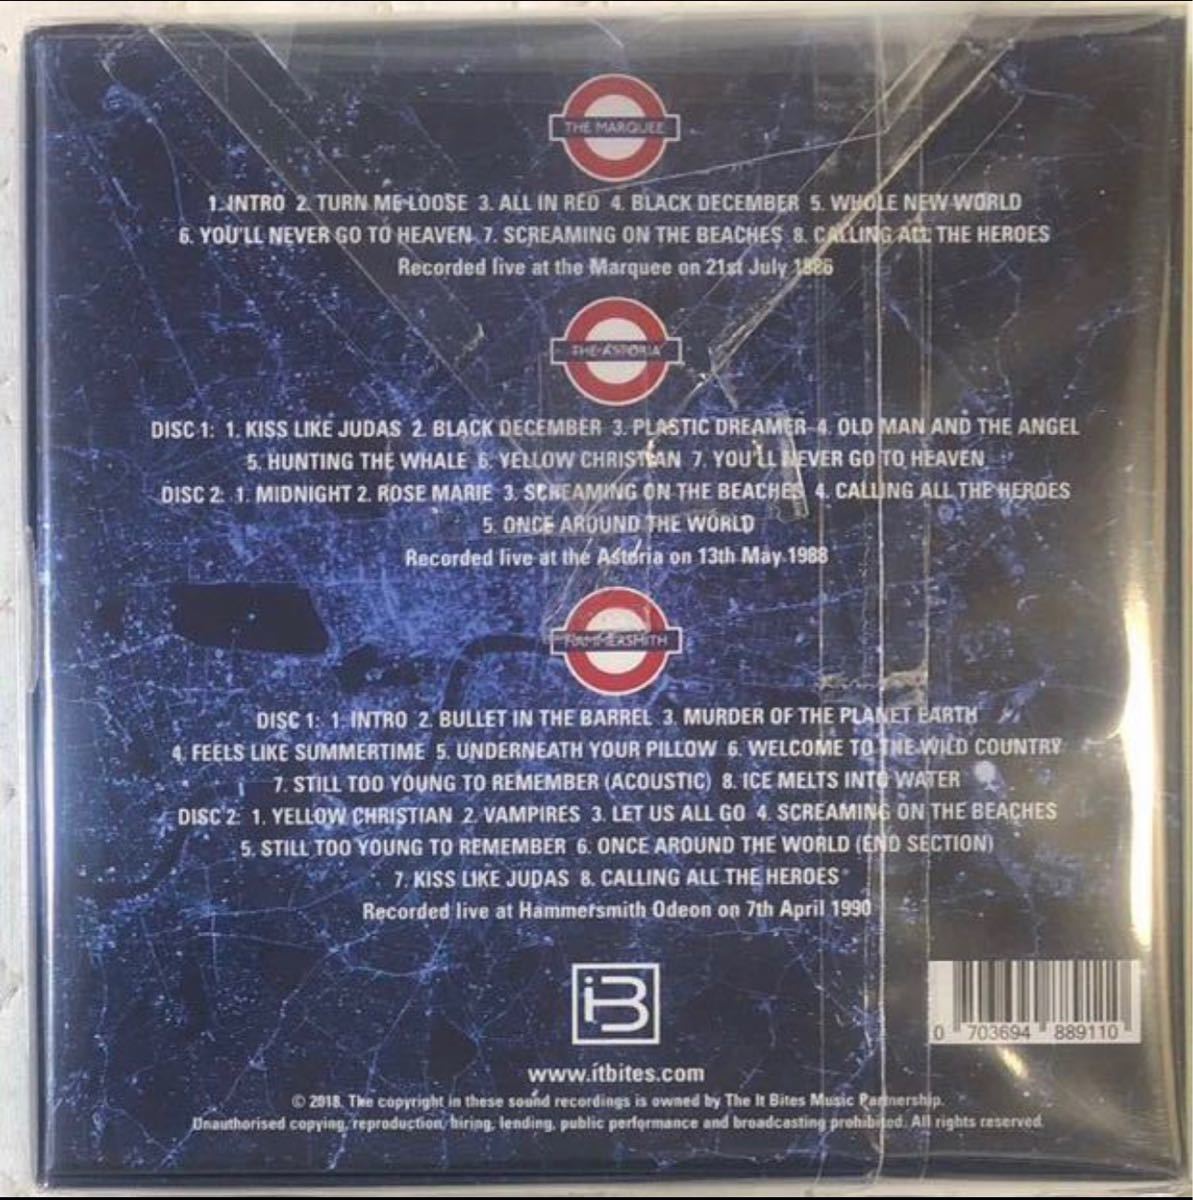 THE MARQUEE
1. INTRO 2. TURN ME LOOSE 3. ALL IN RED 4. BLACK DECEMBER 5. WHOLE NEW WORLD
6. YOU'LL NEVER GO TO HEAVEN 7. SCREAMING ON THE BEACHES 8. CALLING ALL THE HEROES
Recorded live at the Marquee on 21st July 1986
THE ASTORIA
DISC 1: 1. KISS LIKE JUDAS 2. BLACK DECEMBER 3. PLASTIC DREAMER 4. OLD MAN AND THE ANGEL
5. HUNTING THE WHALE 6. YELLOW CHRISTIAN 7. YOU'LL NEVER GO TO HEAVEN
DISC 2: 1. MIDNIGHT 2. ROSE MARIE 3. SCREAMING ON THE BEACHES 4. CALLING ALL THE HEROES
5. ONCE AROUND THE WORLD
Recorded live at the Astoria on 13th May 1988
HAMMERSMITH
DISC 1: 1. INTRO 2. BULLET IN THE BARREL 3. MURDER OF THE PLANET EARTH
4. FEELS LIKE SUMMERTIME 5. UNDERNEATH YOUR PILLOW 6. WELCOME TO THE WILD COUNTRY
7. STILL TOO YOUNG TO REMEMBER (ACOUSTIC) 8. ICE MELTS INTO WATER
DISC 2: 1. YELLOW CHRISTIAN 2. VAMPIRES 3. LET US ALL GO 4. SCREAMING ON THE BEACHES
5. STILL TOO YOUNG TO REMEMBER 6. ONCE AROUND THE WORLD (END SECTION)
7. KISS LIKE JUDAS 8. CALLING ALL THE HEROES
Recorded live at Hammersmith Odeon on 7th April 1990
iB
0 703694 889110
www.itbites.com
© 2018. The copyright in these sound recordings is owned by The It Bites Music Partnership.
Unauthorised copying, reproduction, hiring, lending, public performance and broadcasting prohibited. All rights reserved.